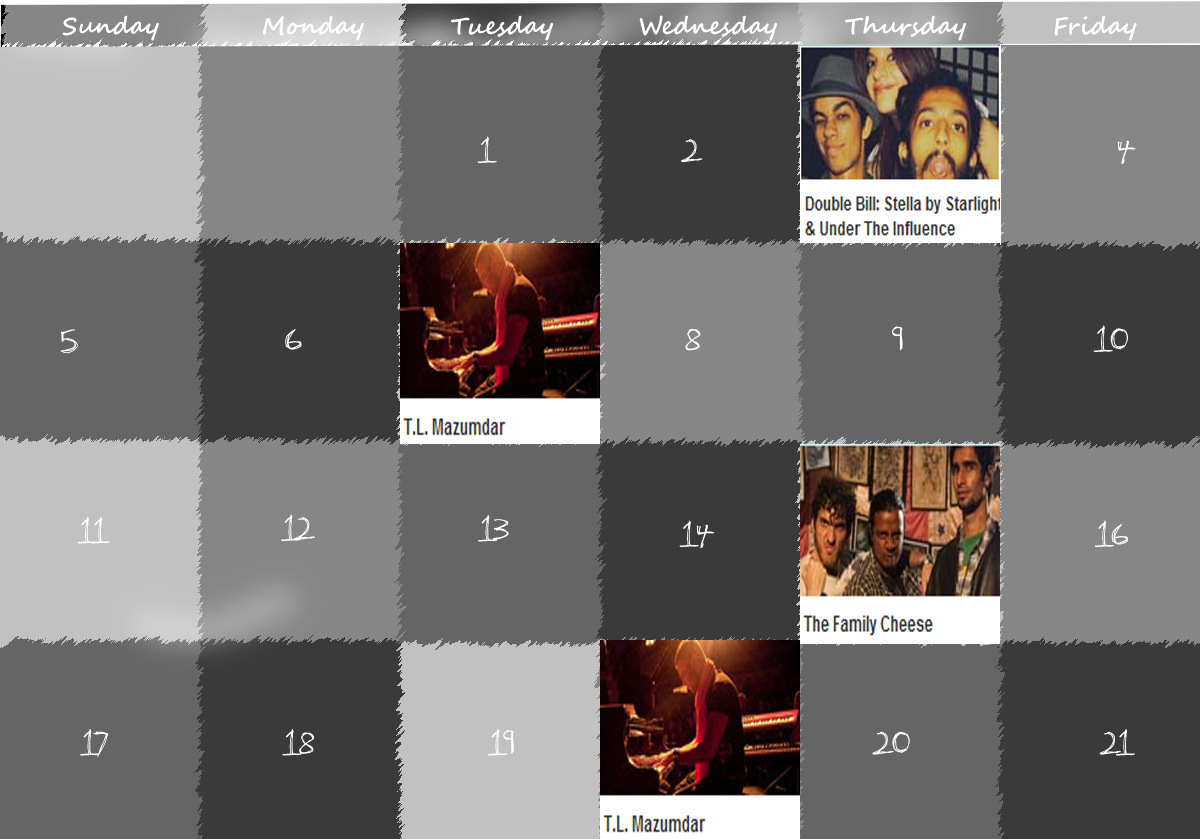 Sunday Monday Tuesday Wednesday Thursday Friday
1 2 4
Double Bill: Stella by Starlight
& Under The Influence
5 6 8 9 10
T.L. Mazumdar
11 12 13 14 16
The Family Cheese
17 18 19 20 21
T.L. Mazumdar